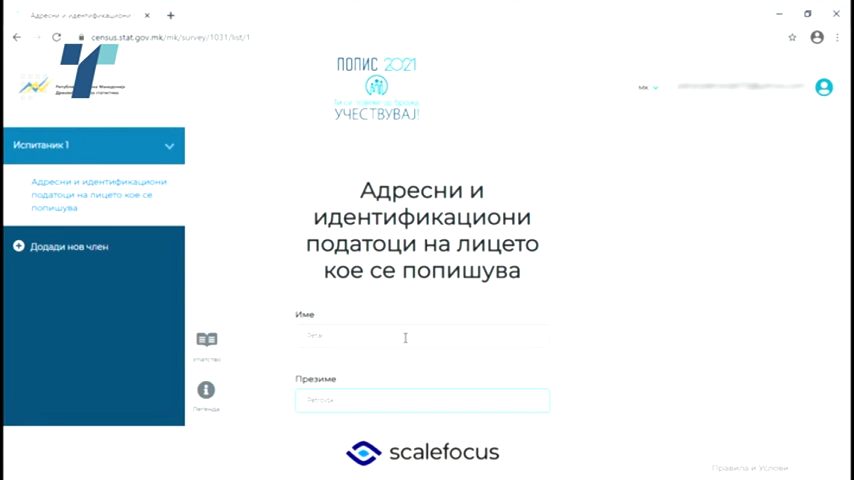 Адресни и идентификациони
census.stat.gov.mk/mk/survey/1031/list/1
ПОПИС 2021
УЧЕСТВУВАЈ!
МК
Испитаник 1
Адресни и идентификациони
податоци на лицето кое се
попишува
Додади нов член
Адресни и
идентификациони
податоци на лицето
кое се попишува
Име
Презиме
Легенда
scalefocus
Правила и Услови